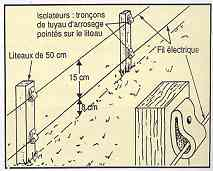 Isolateurs : tronçons
de tuyau d'arrosage
pointés sur le liteau
Fil électrique
Liteaux de 50 cm
15 cm
8 cm